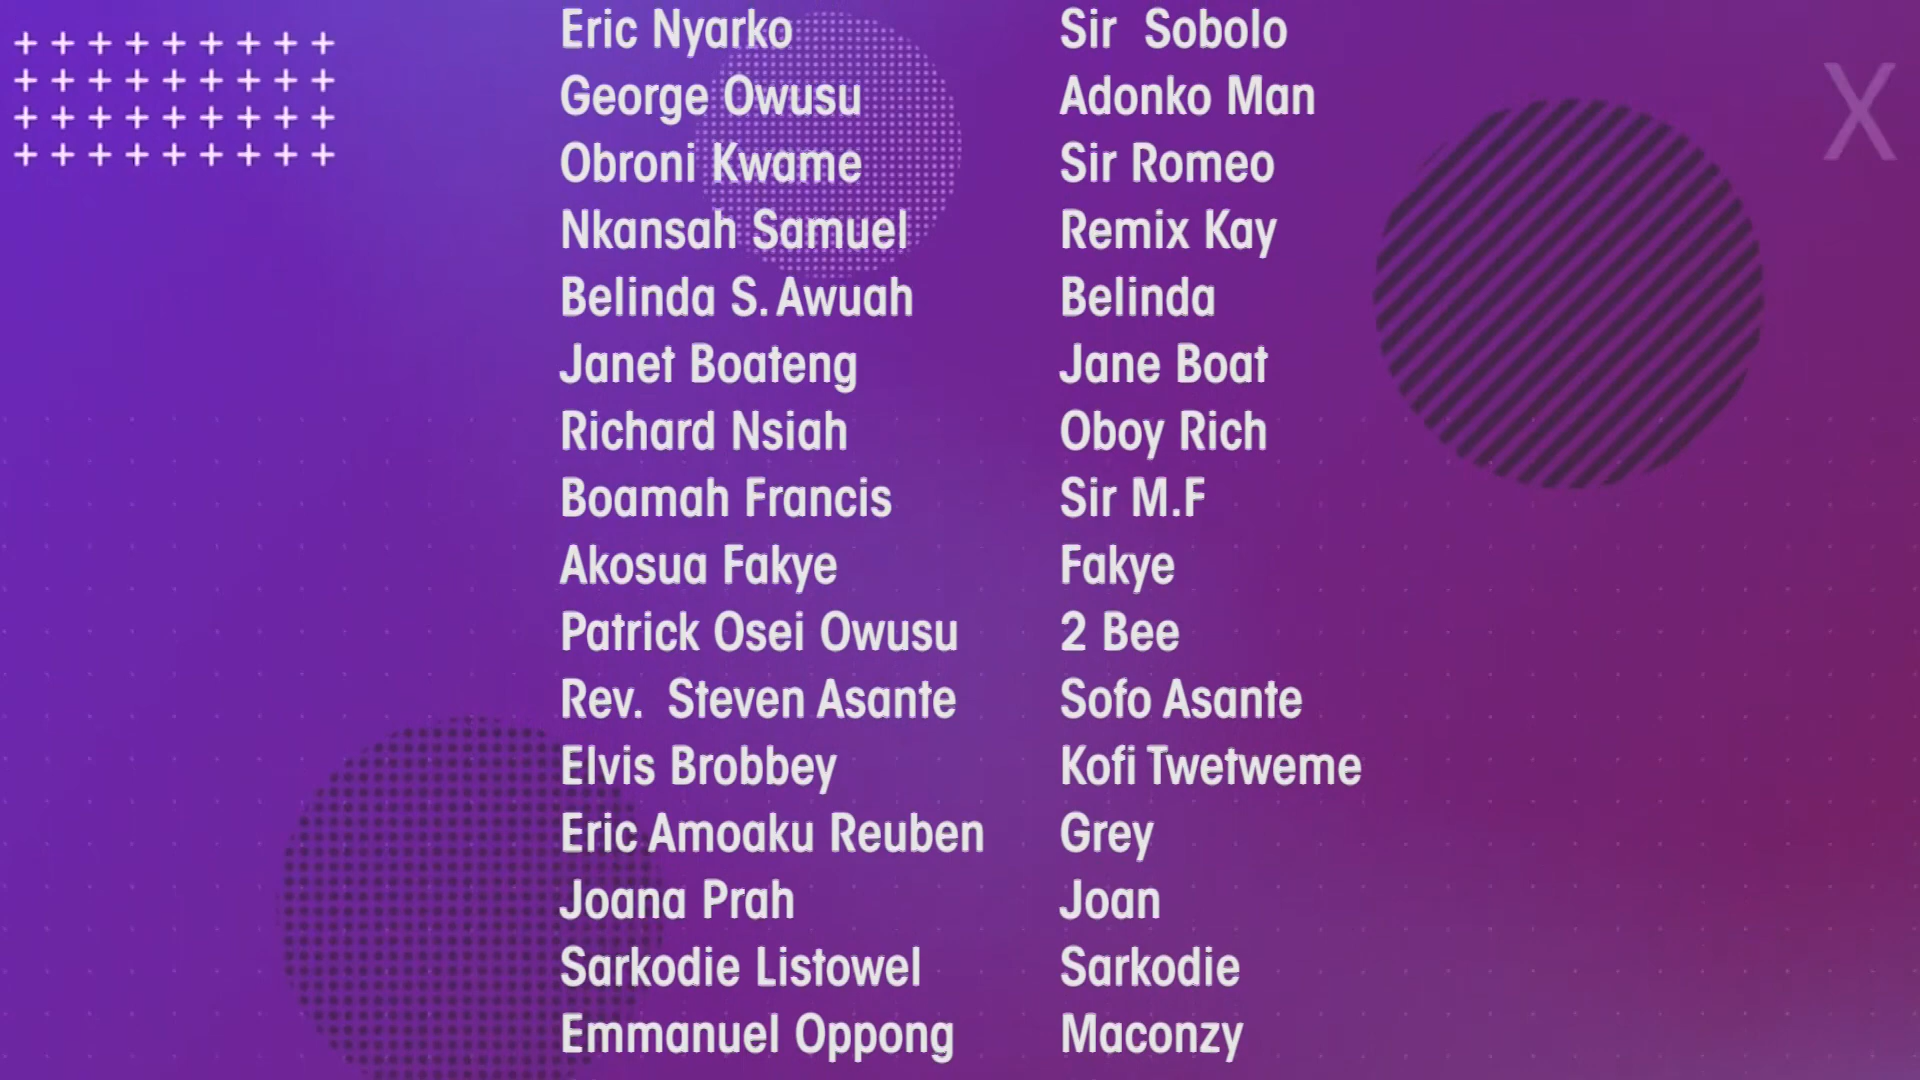 Eric Nyarko Sir Sobolo
George Owusu Adonko Man
Obroni Kwame Sir Romeo
Nkansah Samuel Remix Kay
Belinda S. Awuah Belinda
Janet Boateng Jane Boat
Richard Nsiah Oboy Rich
Boamah Francis Sir M.F
Akosua Fakye Fakye
Patrick Osei Owusu 2 Bee
Rev. Steven Asante Sofo Asante
Elvis Brobbey Kofi Twetweme
Eric Amoaku Reuben Grey
Joana Prah Joan
Sarkodie Listowel Sarkodie
Emmanuel Oppong Maconzy
X